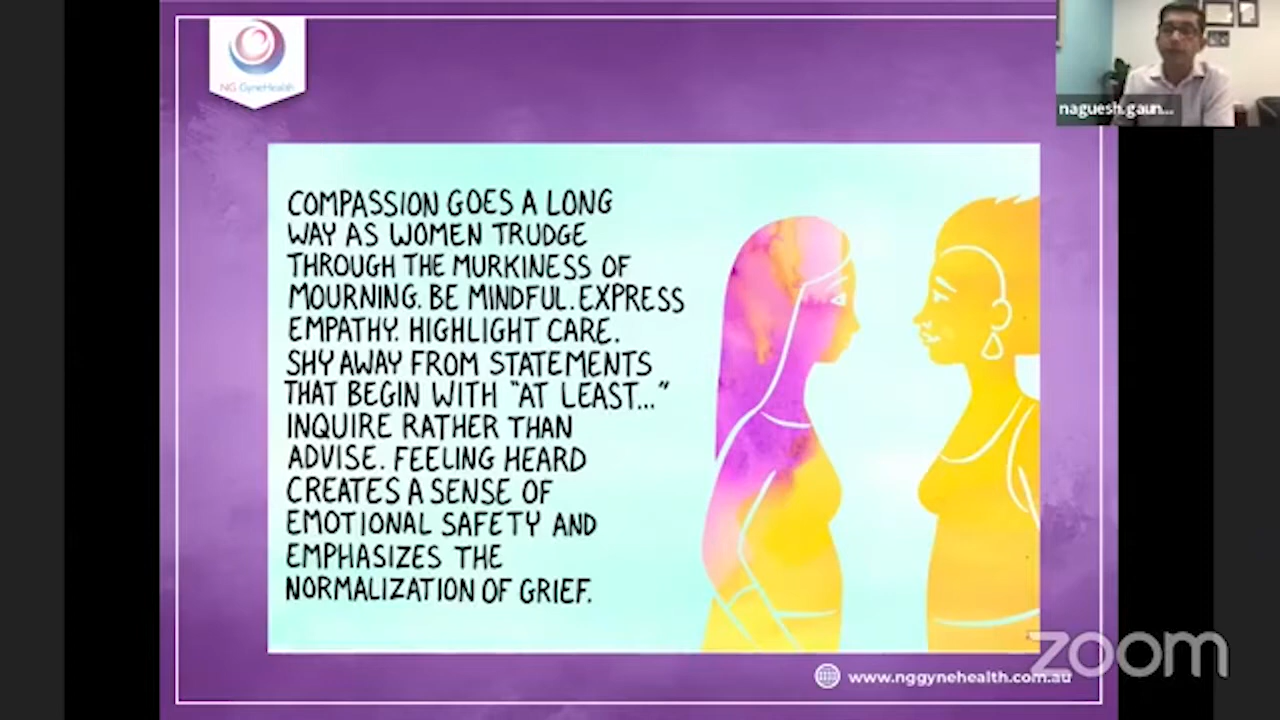 NG GyneHealth
naguesh.gaun...
COMPASSION GOES A LONG
WAY AS WOMEN TRUDGE
THROUGH THE MURKINESS OF
MOURNING. BE MINDFUL. EXPRESS
EMPATHY. HIGHLIGHT CARE.
SHY AWAY FROM STATEMENTS
THAT BEGIN WITH "AT LEAST..."
INQUIRE RATHER THAN
ADVISE. FEELING HEARD
CREATES A SENSE OF
EMOTIONAL SAFETY AND
EMPHASIZES THE
NORMALIZATION OF GRIEF.
zoom
www.nggynehealth.com.au